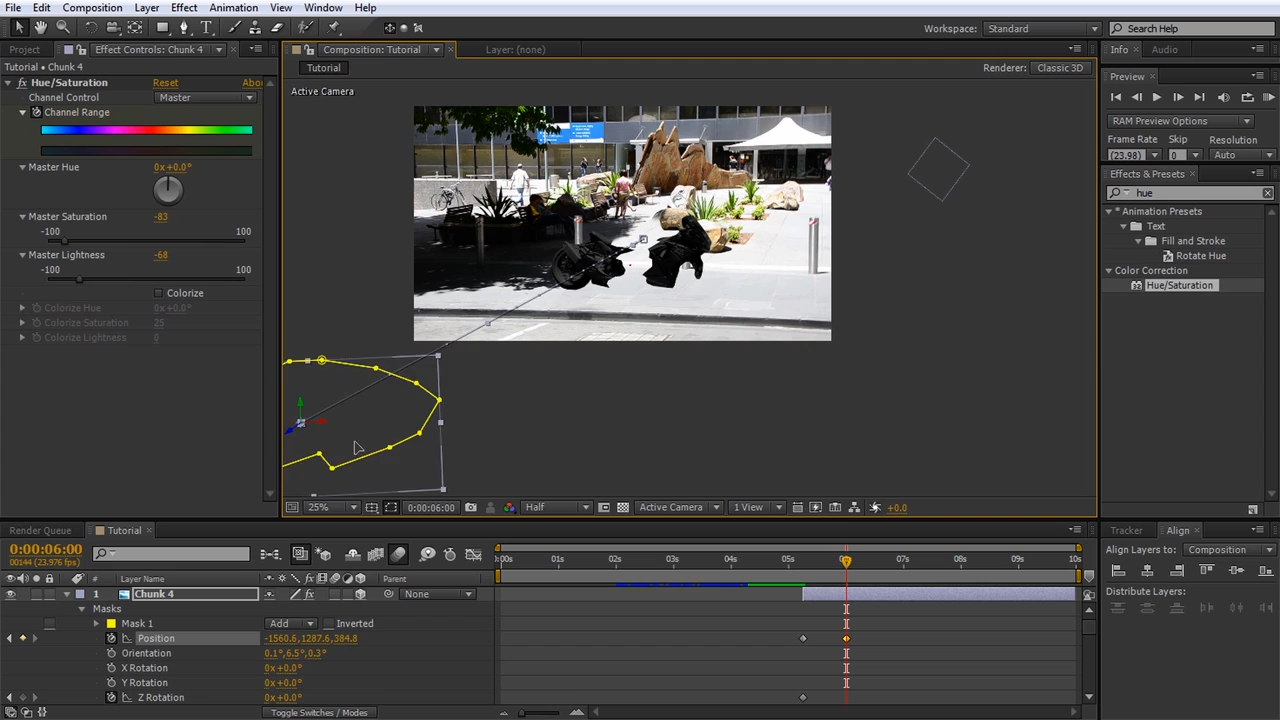 File Edit Composition Layer Effect Animation View Window Help
Workspace: Standard Search Help
Project Effect Controls: Chunk 4 Composition: Tutorial Layer: (none) Info Audio
Tutorial • Chunk 4
Tutorial Renderer: Classic 3D
Active Camera
fx Hue/Saturation Reset Abo
Channel Control Master
Channel Range
Master Hue 0x+0.0°
Master Saturation -83
-100 100
Master Lightness -68
-100 100
Colorize
Colorize Hue 0x+0.0°
Colorize Saturation 25
Colorize Lightness 0
Preview
RAM Preview Options
Frame Rate Skip Resolution
(23.98) 0 Auto
Effects & Presets
hue
* Animation Presets
Text
Fill and Stroke
Rotate Hue
Color Correction
Hue/Saturation
25% 0:00:06:00 Half Active Camera 1 View +0.0
Render Queue Tutorial
0:00:06:00
00144 (23.976 fps)
:00s 01s 02s 03s 04s 05s 07s 08s 09s 10s
# Layer Name Parent
1 Chunk 4 None
Masks
Mask 1 Add Inverted
Position -1560.6,1287.6,384.8
Orientation 0.1°,6.5°,0.3°
X Rotation 0x+0.0°
Y Rotation 0x+0.0°
Z Rotation 0x+0.0°
Toggle Switches / Modes
Tracker Align
Align Layers to: Composition
Distribute Layers: